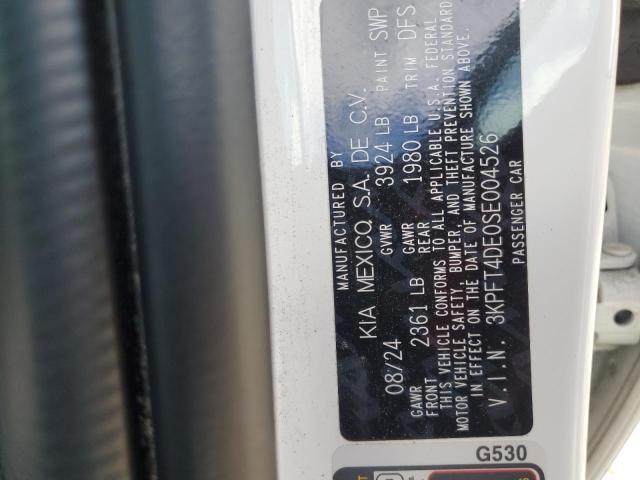 MANUFACTURED BY
KIA MEXICO, S.A. DE C.V.
08/24 GVWR 3924 LB PAINT SWP
GAWR FRONT 2361 LB GAWR REAR 1980 LB TRIM DFS
THIS VEHICLE CONFORMS TO ALL APPLICABLE U.S.A. FEDERAL
MOTOR VEHICLE SAFETY, BUMPER, AND THEFT PREVENTION STANDARD
IN EFFECT ON THE DATE OF MANUFACTURE SHOWN ABOVE.
V.I.N. 3KPFT4DE0SE004526
PASSENGER CAR
G530